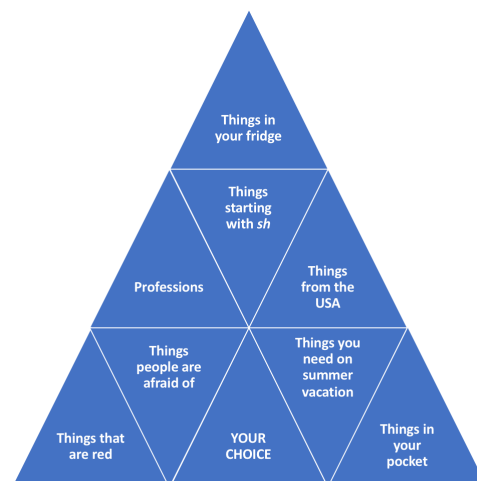 Things in
your fridge
Things
starting
with sh
Professions
Things
from the
USA
Things
people are
afraid of
Things you
need on
summer
vacation
Things that
are red
YOUR
CHOICE
Things in
your
pocket